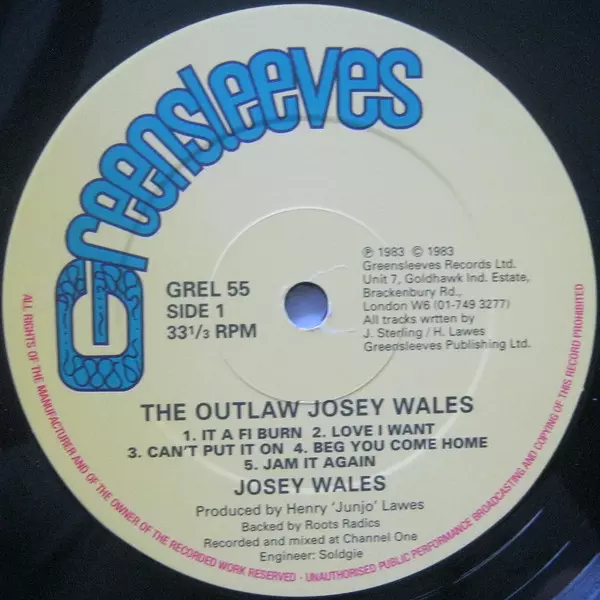 Greensleeves
℗ 1983 © 1983
Greensleeves Records Ltd.
Unit 7, Goldhawk Ind. Estate,
Brackenbury Rd.,
London W6 (01-749 3277)
All tracks wrtten by
J. Sterling / H. Lawes
Greensleeves Publishing Ltd.
GREL 55
SIDE 1
33 1/3 RPM
THE OUTLAW JOSEY WALES
1. IT A FI BURN 2. LOVE I WANT
3. CAN'T PUT IT ON 4. BEG YOU COME HOME
5. JAM IT AGAIN
JOSEY WALES
Produced by Henry 'Junjo' Lawes
Backed by Roots Radics
Recorded and mixed at Channel One
Engineer: Soldgie
ALL RIGHTS OF THE MANUFACTURER AND OF THE OWNER OF THE RECORDED WORK RESERVED - UNAUTHORISED PUBLIC PERFORMANCE BROADCASTING AND COPYING OF THIS RECORD PROHIBITED